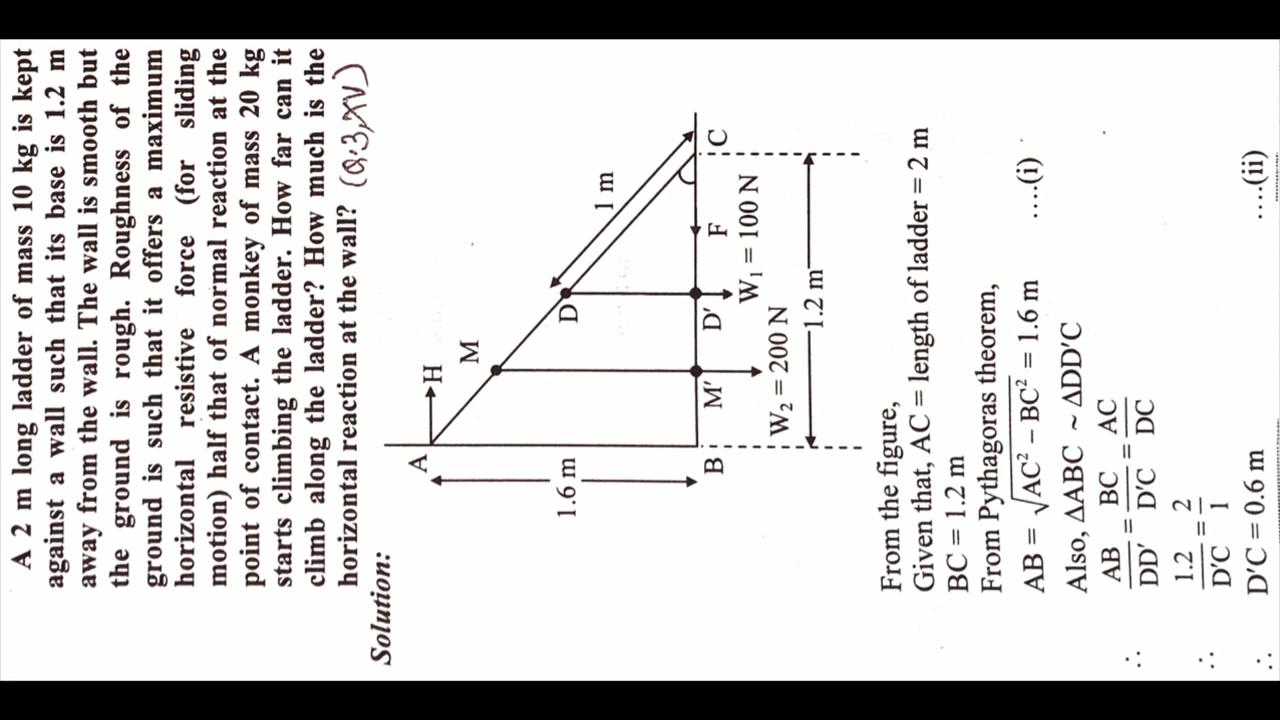 A 2 m long ladder of mass 10 kg is kept
against a wall such that its base is 1.2 m
away from the wall. The wall is smooth but
the ground is rough. Roughness of the
ground is such that it offers a maximum
horizontal resistive force (for sliding
motion) half that of normal reaction at the
point of contact. A monkey of mass 20 kg
starts climbing the ladder. How far can it
climb along the ladder? How much is the
horizontal reaction at the wall? (Q.3, XV)
Solution:
A
H
M
1.6 m
D
1 m
B
M'
D'
F
C
W₂ = 200 N
W₁ = 100 N
1.2 m
From the figure,
Given that, AC = length of ladder = 2 m
BC = 1.2 m
From Pythagoras theorem,
AB = √AC² – BC² = 1.6 m ....(i)
Also, ΔABC ~ ΔDD'C
∴ AB/DD' = BC/D'C = AC/DC
∴ 1.2/D'C = 2/1
∴ D'C = 0.6 m ....(ii)